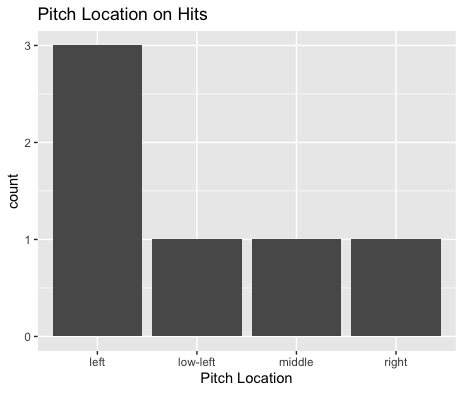 Pitch Location on Hits
count
3
2
1
0
left low-left middle right
Pitch Location